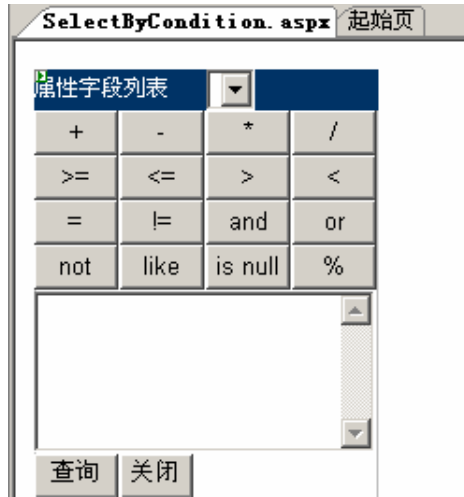 SelectByCondition.aspx 起始页
属性字段列表
+ - * /
>= <= > <
= != and or
not like is null %
查询 关闭